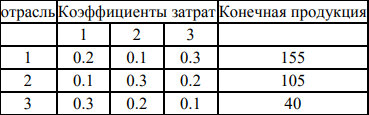 отрасль Коэффициенты затрат Конечная продукция
1 2 3
1 0.2 0.1 0.3 155
2 0.1 0.3 0.2 105
3 0.3 0.2 0.1 40